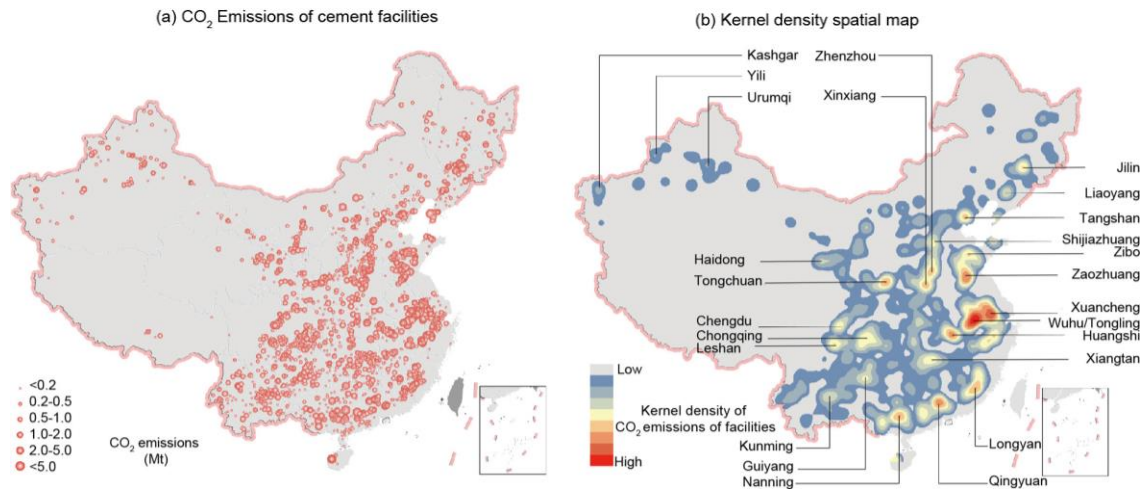 (a) CO₂ Emissions of cement facilities
<0.2
0.2-0.5
0.5-1.0
1.0-2.0
2.0-5.0
<5.0
CO₂ emissions
(Mt)
(b) Kernel density spatial map
Kashgar
Zhenzhou
Yili
Urumqi
Xinxiang
Jilin
Liaoyang
Tangshan
Shijiazhuang
Zibo
Haidong
Zaozhuang
Tongchuan
Xuancheng
Chengdu
Wuhu/Tongling
Chongqing
Huangshi
Leshan
Xiangtan
Low
Kernel density of
CO₂ emissions of facilities
High
Kunming
Longyan
Guiyang
Nanning
Qingyuan